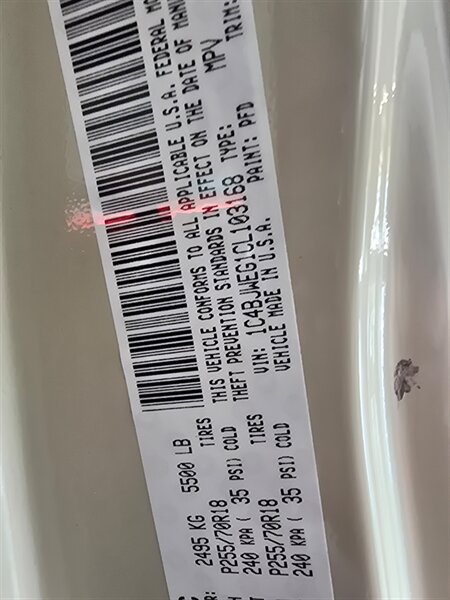 2495 KG 5500 LB
P255/70R18 TIRES
240 KPA ( 35 PSI) COLD
P255/70R18 TIRES
240 KPA ( 35 PSI) COLD
THIS VEHICLE CONFORMS TO ALL APPLICABLE U.S.A. FEDERAL
THEFT PREVENTION STANDARDS IN EFFECT ON THE DATE OF
VIN: 1C4BJWEG1CL103168 TYPE: MPV
VEHICLE MADE IN U.S.A. PAINT: PFD TRIM: